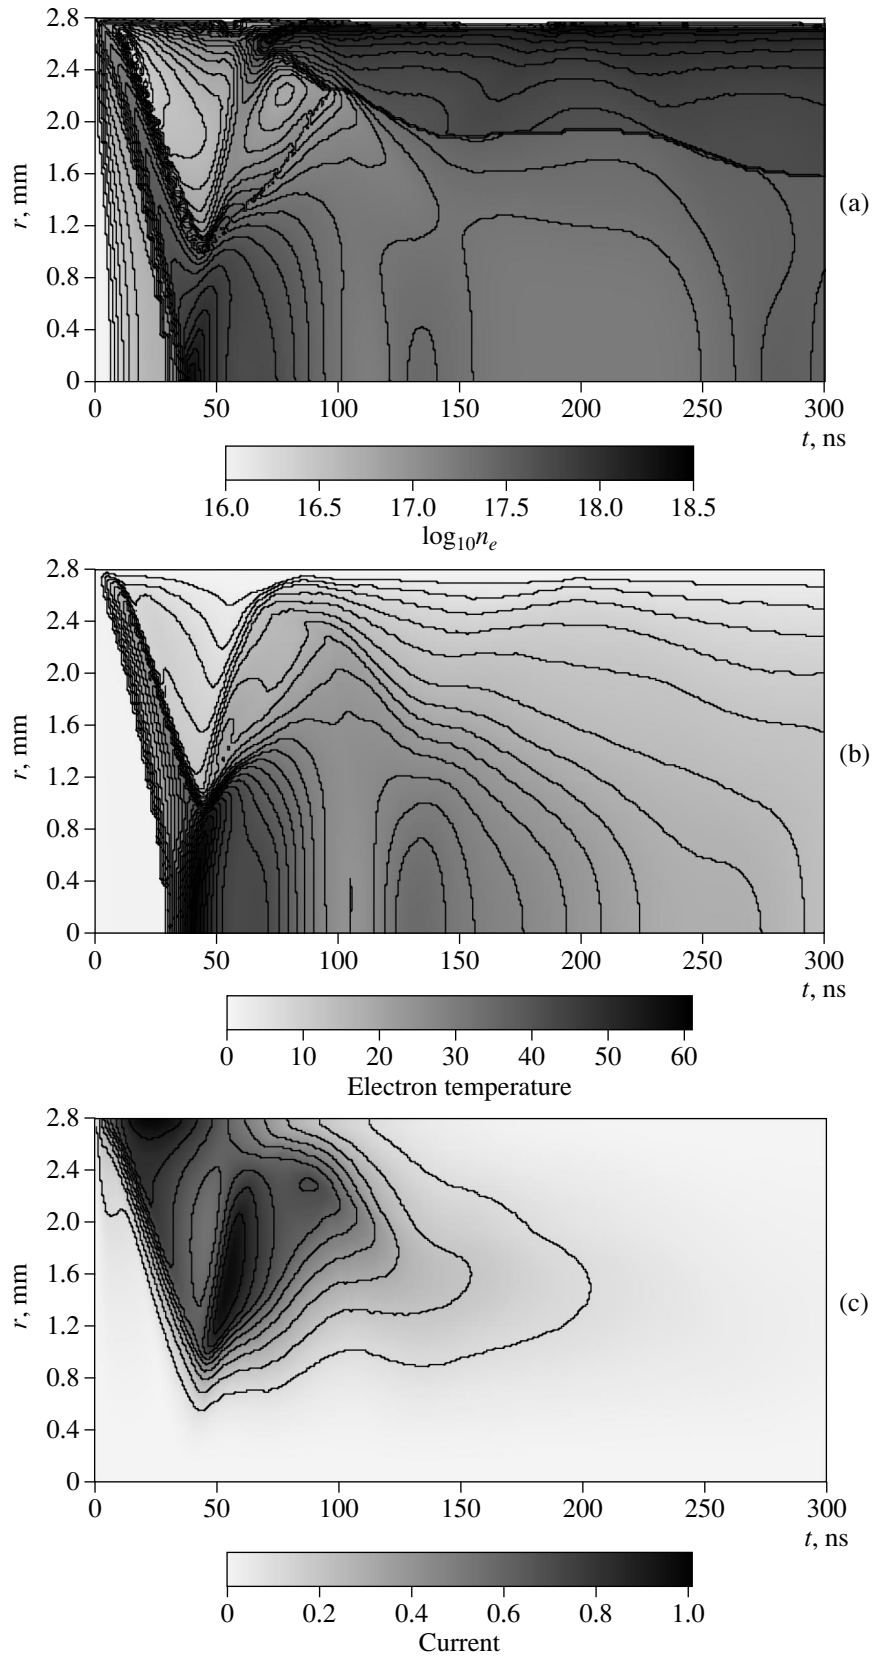 2.8
2.4
2.0
1.6
1.2
0.8
0.4
0
r, mm
(a)
0 50 100 150 200 250 300
t, ns
16.0 16.5 17.0 17.5 18.0 18.5
log10ne
2.8
2.4
2.0
1.6
1.2
0.8
0.4
0
r, mm
(b)
0 50 100 150 200 250 300
t, ns
0 10 20 30 40 50 60
Electron temperature
2.8
2.4
2.0
1.6
1.2
0.8
0.4
0
r, mm
(c)
0 50 100 150 200 250 300
t, ns
0 0.2 0.4 0.6 0.8 1.0
Current